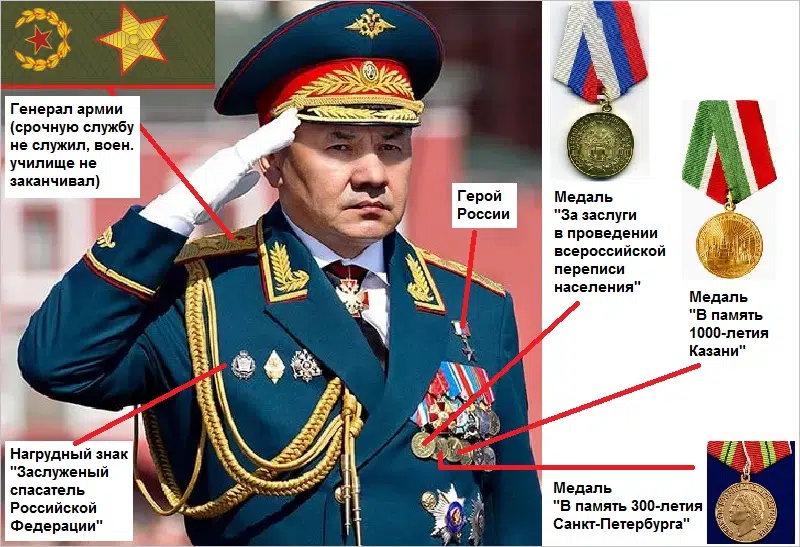 Генерал армии
(срочную службу
не служил, воен.
училище не
заканчивал)
Герой
России
Медаль
"За заслуги
в проведении
всероссийской
переписи
населения"
Медаль
"В память
1000-летия
Казани"
Нагрудный знак
"Заслуженый
спасатель
Российской
Федерации"
Медаль
"В память 300-летия
Санкт-Петербурга"